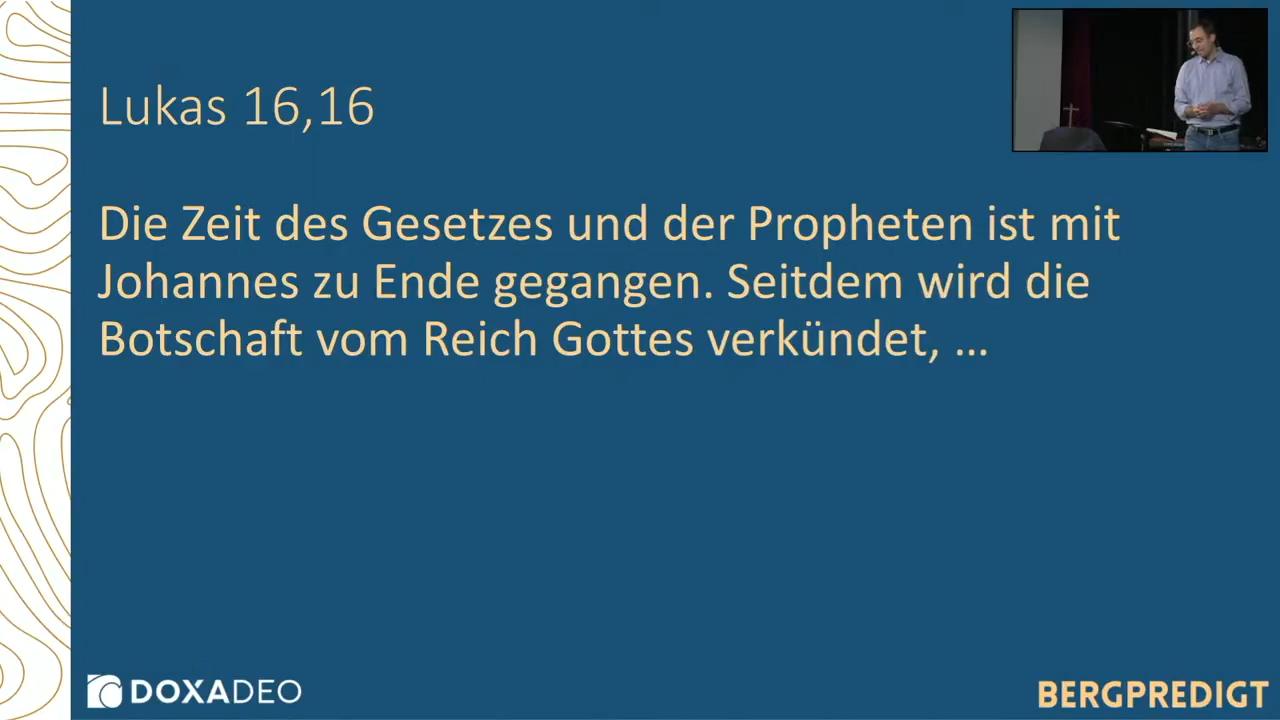 Lukas 16,16
Die Zeit des Gesetzes und der Propheten ist mit
Johannes zu Ende gegangen. Seitdem wird die
Botschaft vom Reich Gottes verkündet, ...
DOXADEO
BERGPREDIGT